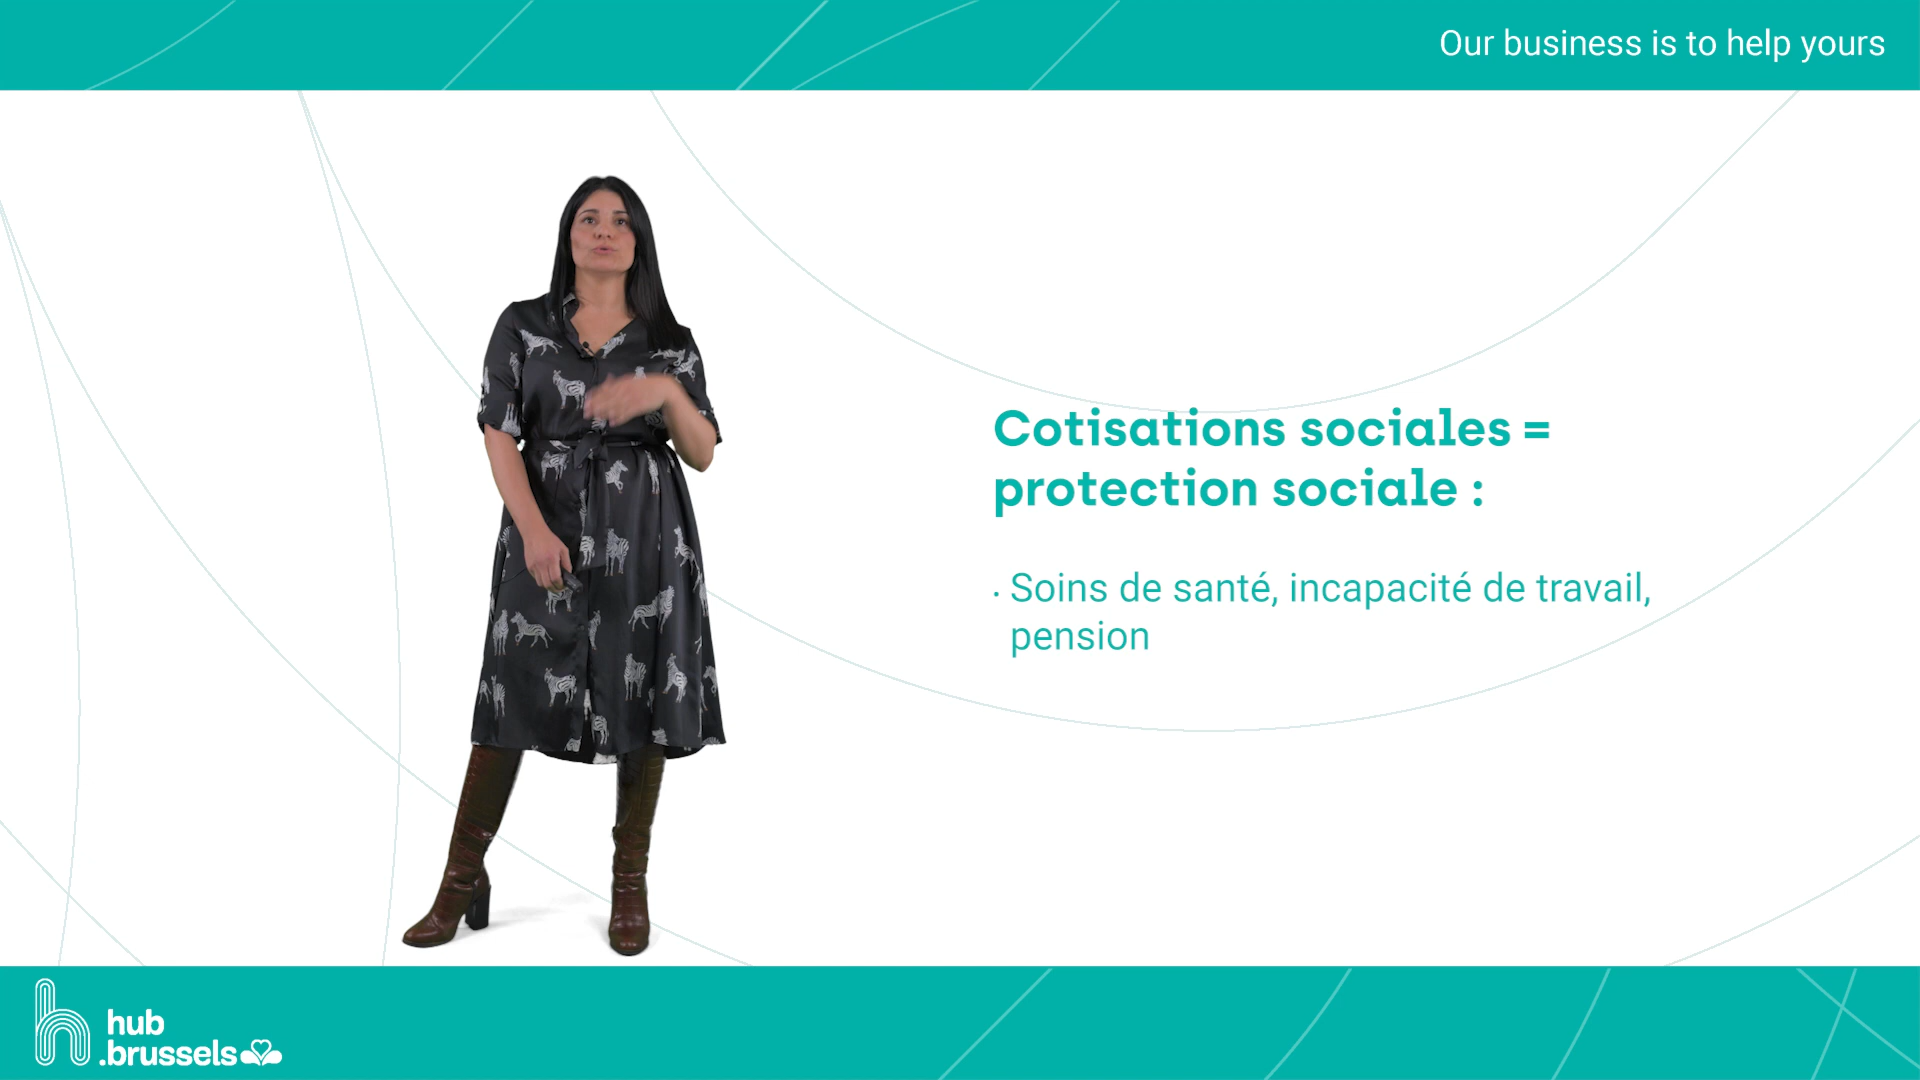 Our business is to help yours
Cotisations sociales =
protection sociale :
· Soins de santé, incapacité de travail,
pension
hub
.brussels